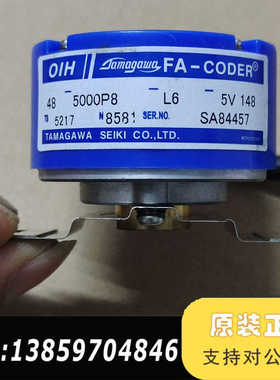 OIH Tamagawa FA-CODER®
48 - 5000P8 - L6 - 5V 148
TS 5217 N 8581 SER.NO. SA84457
TAMAGAWA SEIKI CO.,LTD.
:13859704846
原装正
支持对公